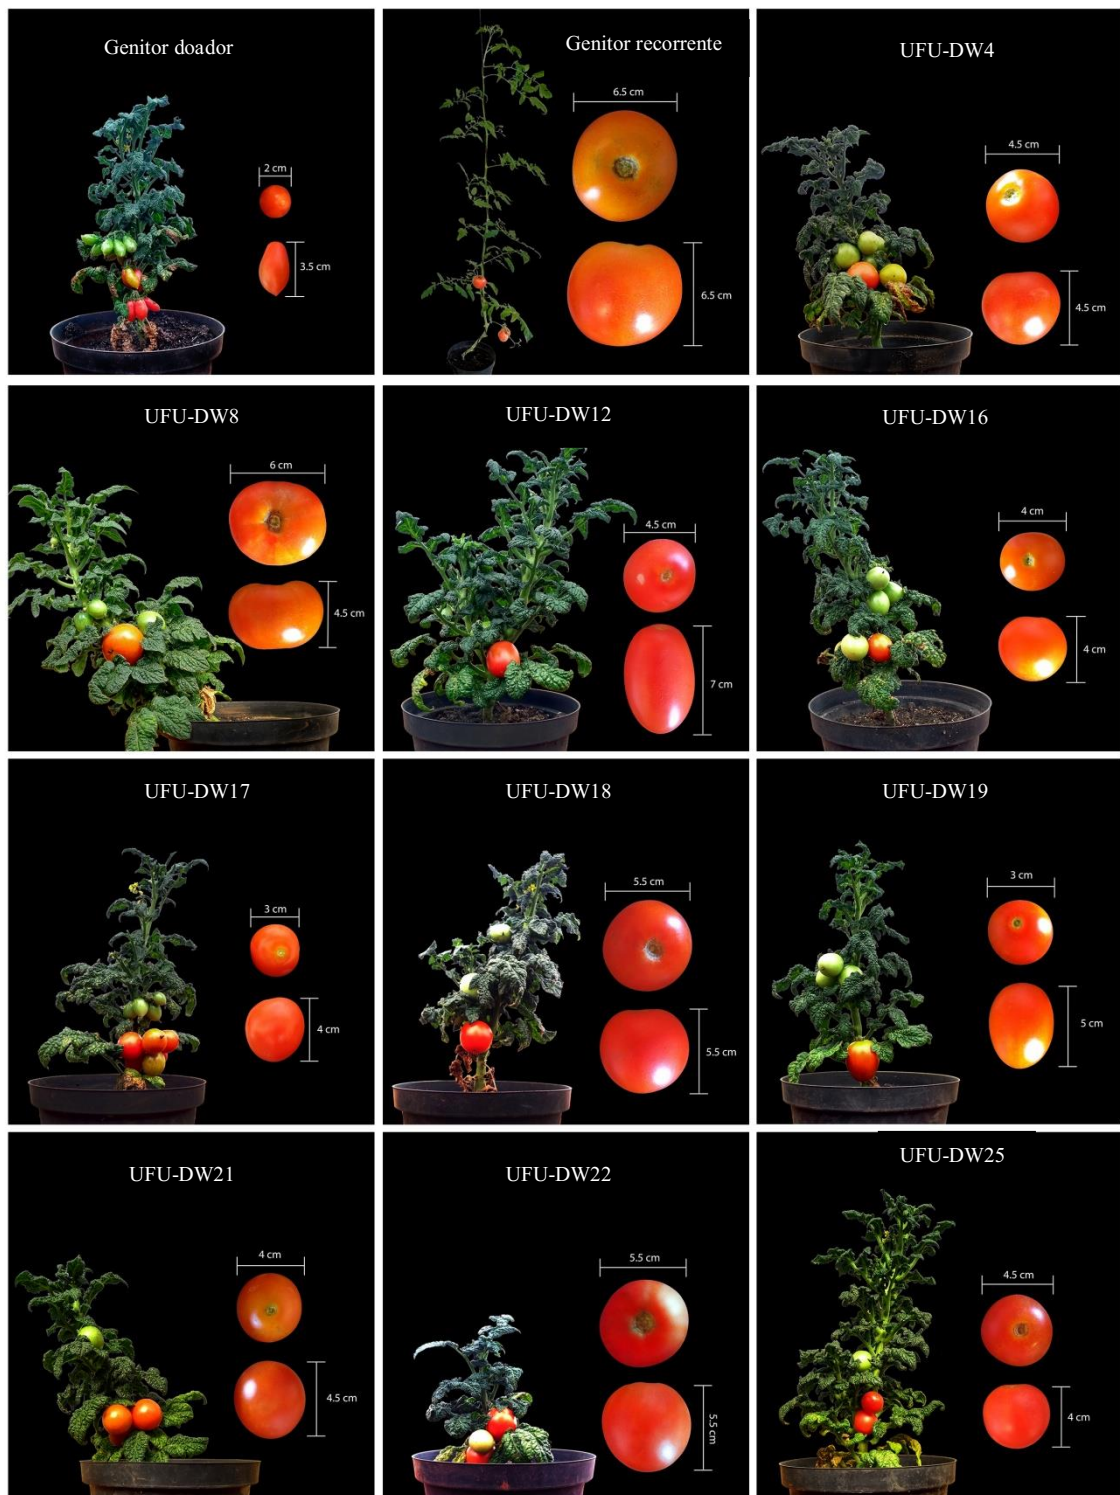 Genitor doador
2 cm
3.5 cm
Genitor recorrente
6.5 cm
6.5 cm
UFU-DW4
4.5 cm
4.5 cm
UFU-DW8
6 cm
4.5 cm
UFU-DW12
4.5 cm
7 cm
UFU-DW16
4 cm
4 cm
UFU-DW17
3 cm
4 cm
UFU-DW18
5.5 cm
5.5 cm
UFU-DW19
3 cm
5 cm
UFU-DW21
4 cm
4.5 cm
UFU-DW22
5.5 cm
5.5 cm
UFU-DW25
4.5 cm
4 cm